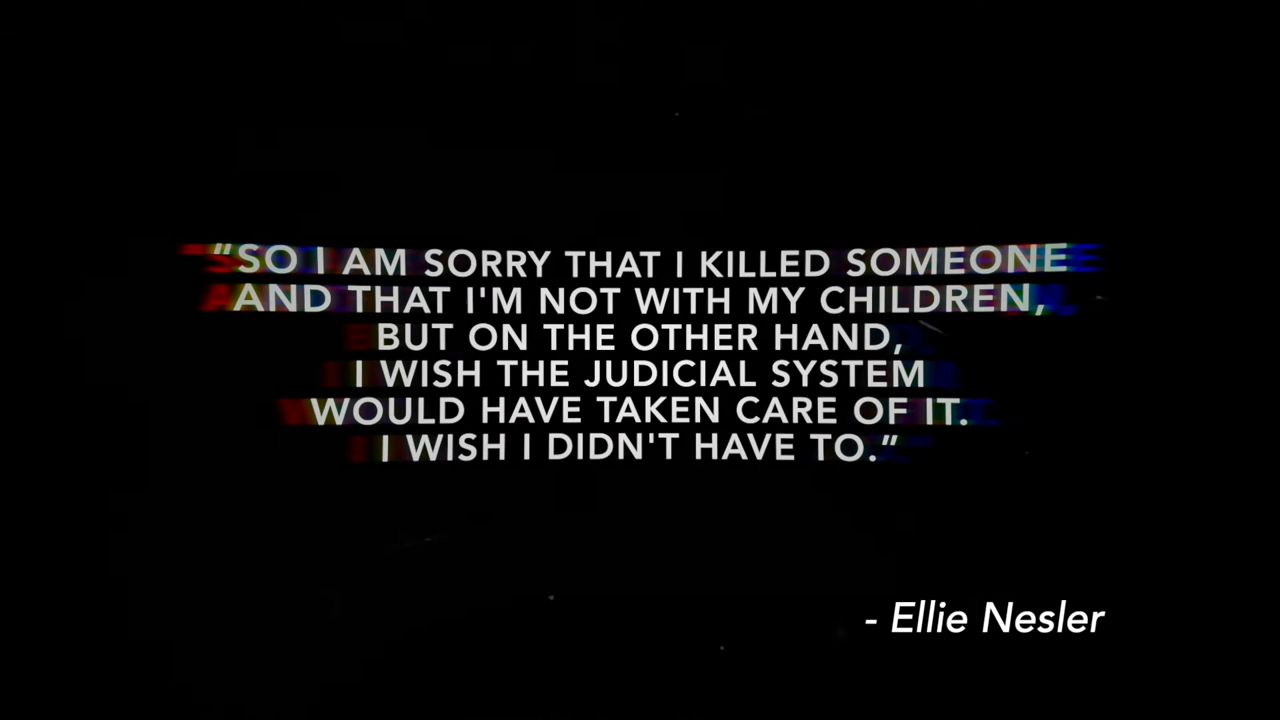 "SO I AM SORRY THAT I KILLED SOMEONE
AND THAT I'M NOT WITH MY CHILDREN,
BUT ON THE OTHER HAND,
I WISH THE JUDICIAL SYSTEM
WOULD HAVE TAKEN CARE OF IT.
I WISH I DIDN'T HAVE TO.”
- Ellie Nesler